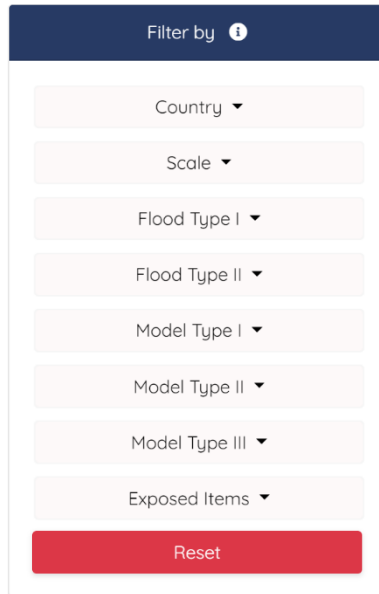 Filter by
Country
Scale
Flood Type I
Flood Type II
Model Type I
Model Type II
Model Type III
Exposed Items
Reset